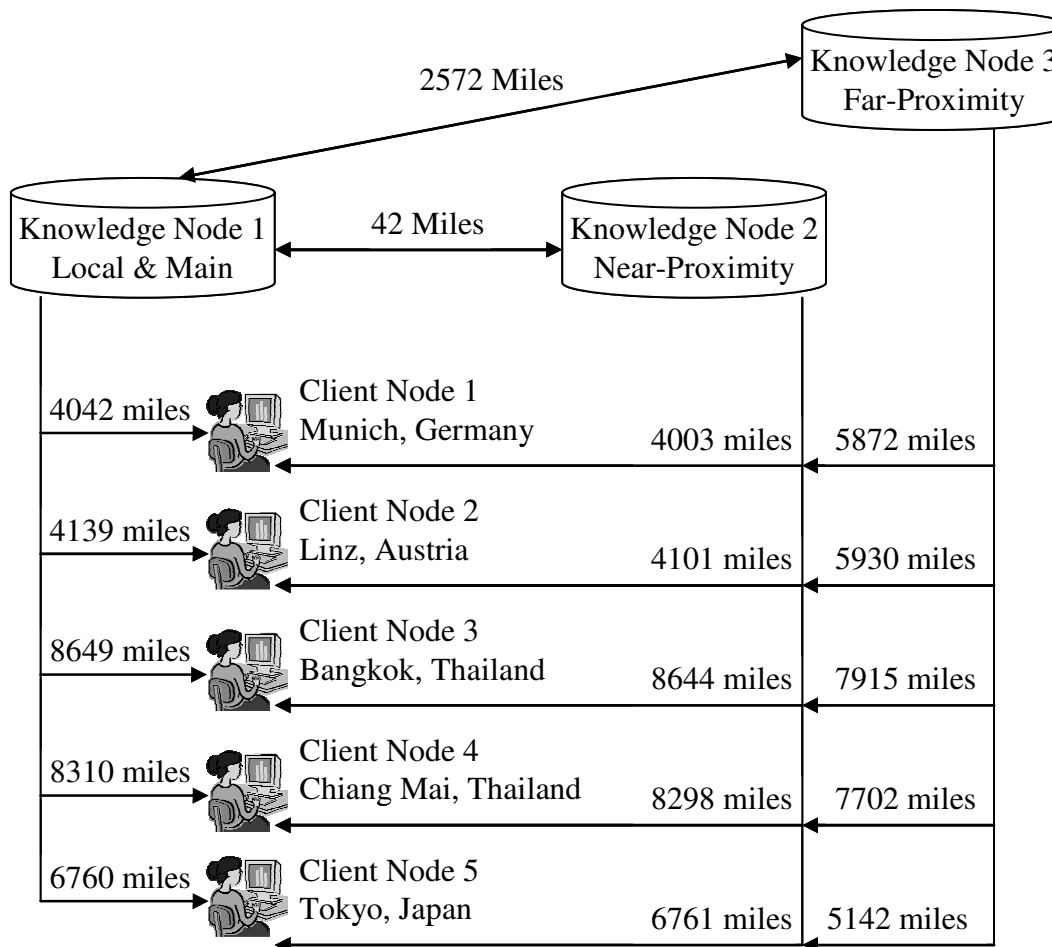 Knowledge Node 3
Far-Proximity
2572 Miles
Knowledge Node 1
Local & Main
42 Miles
Knowledge Node 2
Near-Proximity
4042 miles
Client Node 1
Munich, Germany
4003 miles
5872 miles
4139 miles
Client Node 2
Linz, Austria
4101 miles
5930 miles
8649 miles
Client Node 3
Bangkok, Thailand
8644 miles
7915 miles
8310 miles
Client Node 4
Chiang Mai, Thailand
8298 miles
7702 miles
6760 miles
Client Node 5
Tokyo, Japan
6761 miles
5142 miles